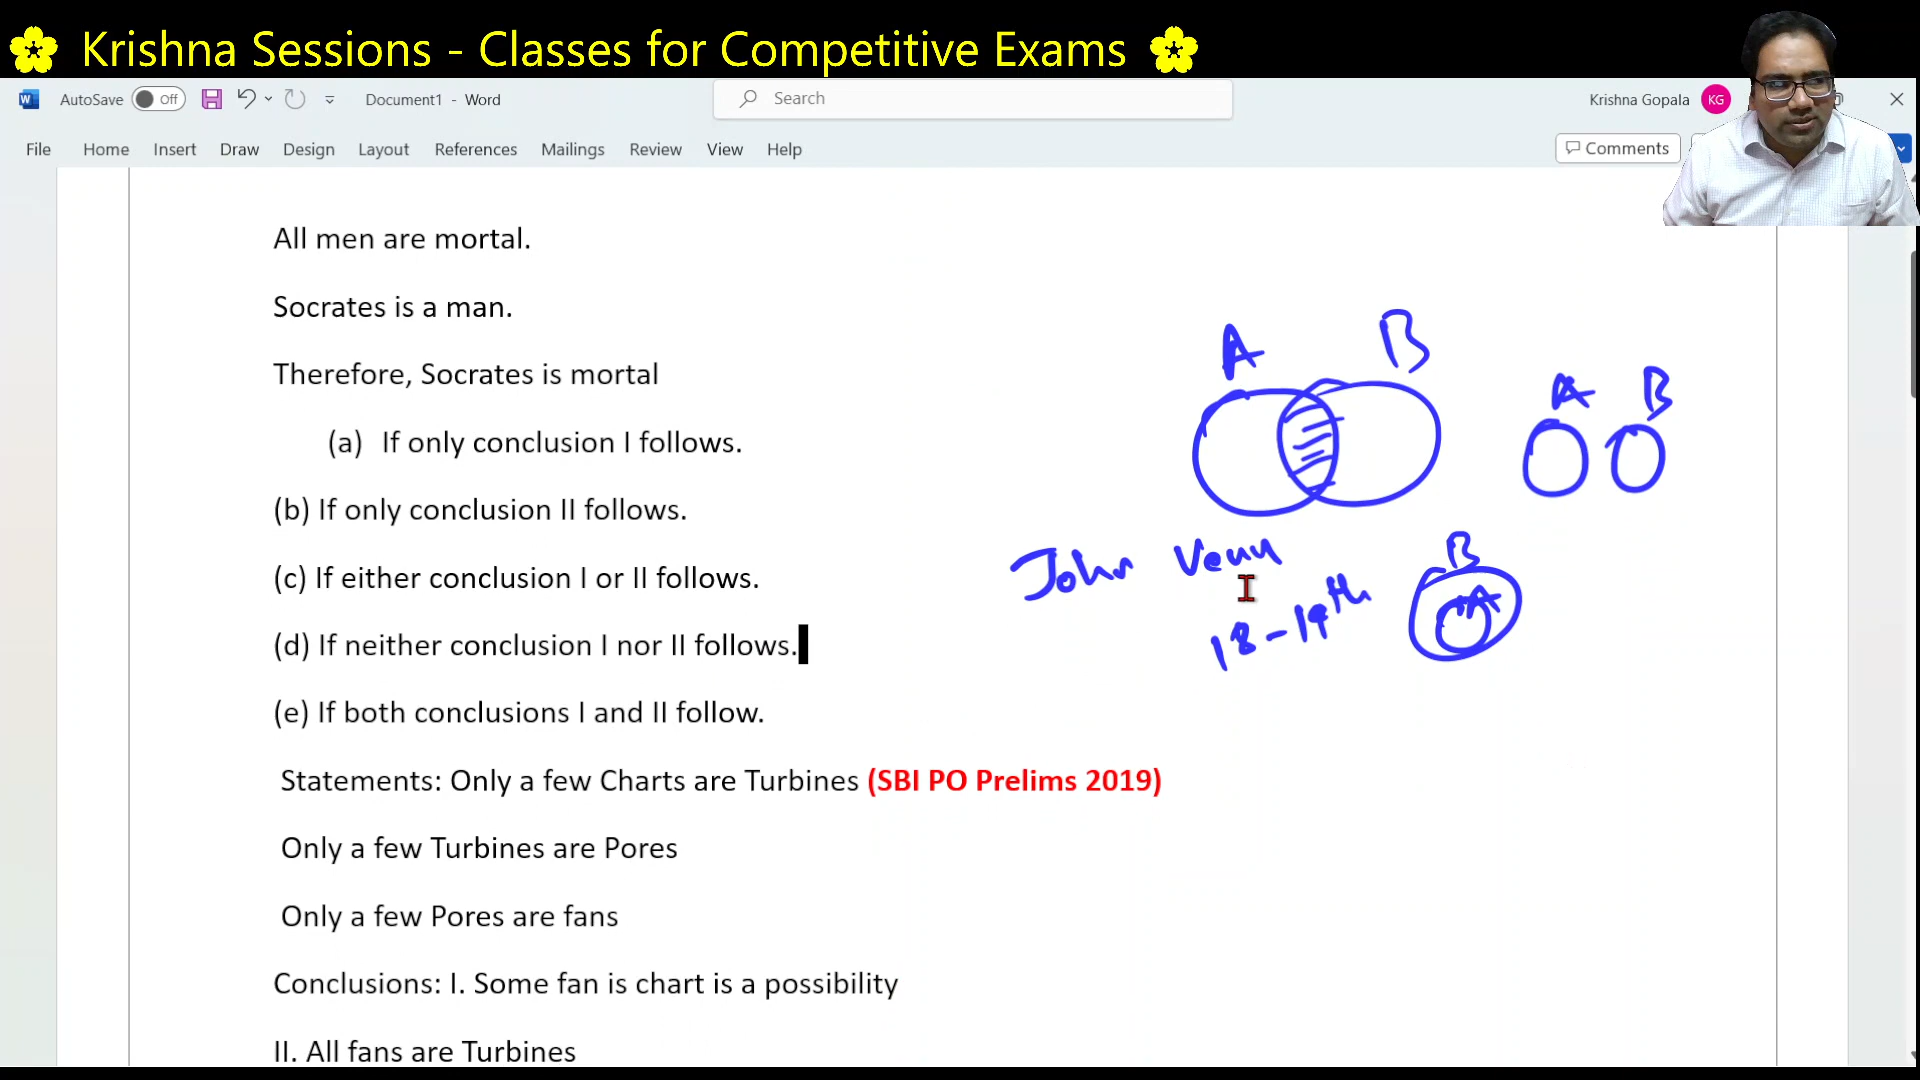 Krishna Sessions - Classes for Competitive Exams
AutoSave Off Document1 - Word Search Krishna Gopala KG
File Home Insert Draw Design Layout References Mailings Review View Help Comments
All men are mortal.
Socrates is a man.
Therefore, Socrates is mortal
(a) If only conclusion I follows.
(b) If only conclusion II follows.
(c) If either conclusion I or II follows.
(d) If neither conclusion I nor II follows.
(e) If both conclusions I and II follow.
Statements: Only a few Charts are Turbines (SBI PO Prelims 2019)
Only a few Turbines are Pores
Only a few Pores are fans
Conclusions: I. Some fan is chart is a possibility
II. All fans are Turbines
A B
A B
John Venn
18-19th
B
A